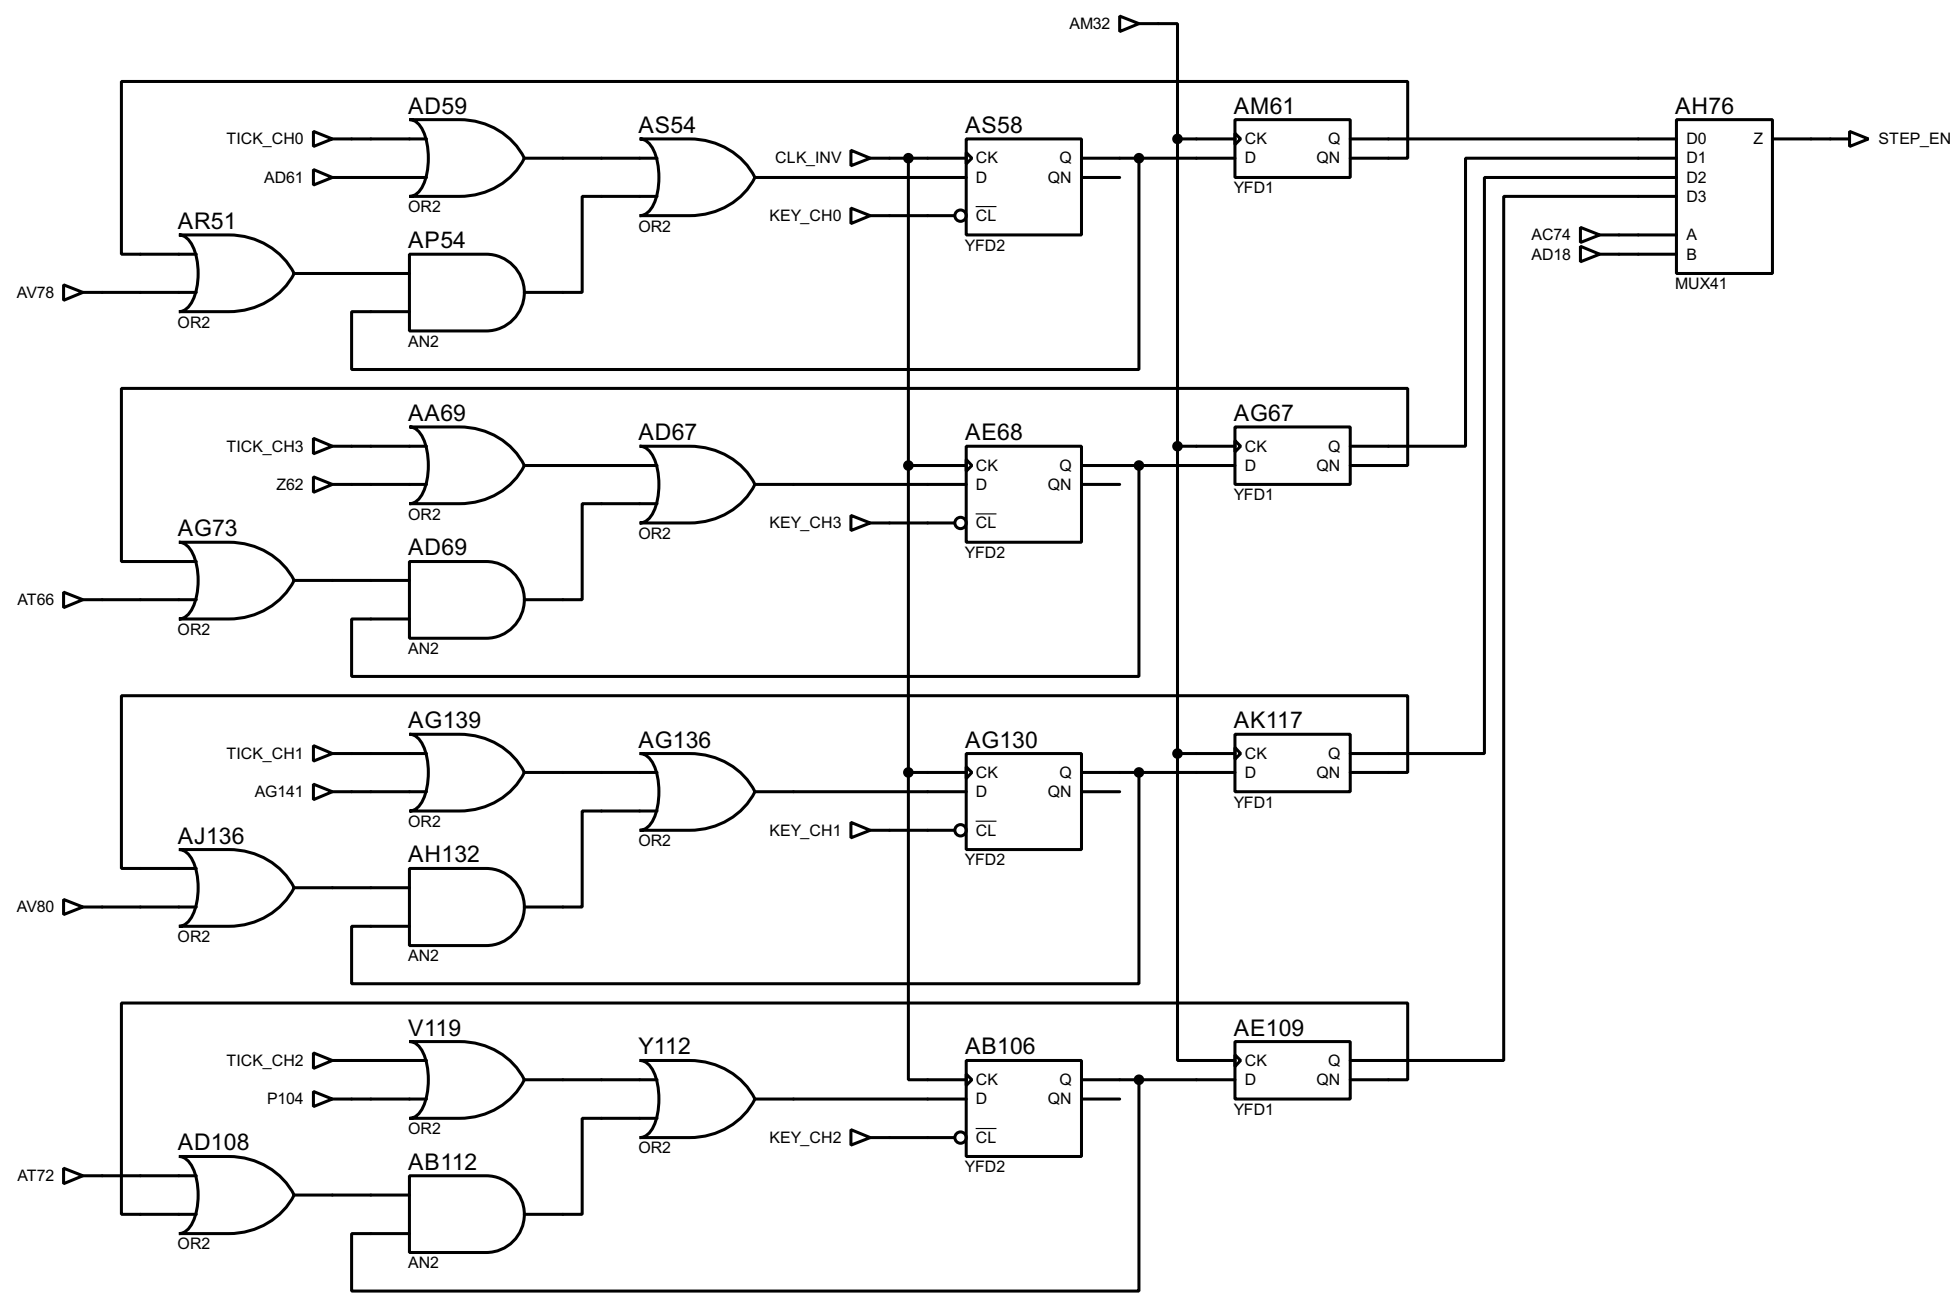 AM32
AD59
TICK_CH0
AD61
OR2
AS54
OR2
CLK_INV
KEY_CH0
AS58
CK Q
D QN
CL
YFD2
AM61
CK Q
D QN
YFD1
AH76
D0 Z
D1
D2
D3
A
B
MUX41
STEP_EN
AC74
AD18
AR51
AV78
OR2
AP54
AN2
AA69
TICK_CH3
Z62
OR2
AD67
OR2
KEY_CH3
AE68
CK Q
D QN
CL
YFD2
AG67
CK Q
D QN
YFD1
AG73
AT66
OR2
AD69
AN2
AG139
TICK_CH1
AG141
OR2
AG136
OR2
KEY_CH1
AG130
CK Q
D QN
CL
YFD2
AK117
CK Q
D QN
YFD1
AJ136
AV80
OR2
AH132
AN2
V119
TICK_CH2
P104
OR2
Y112
OR2
KEY_CH2
AB106
CK Q
D QN
CL
YFD2
AE109
CK Q
D QN
YFD1
AD108
AT72
OR2
AB112
AN2